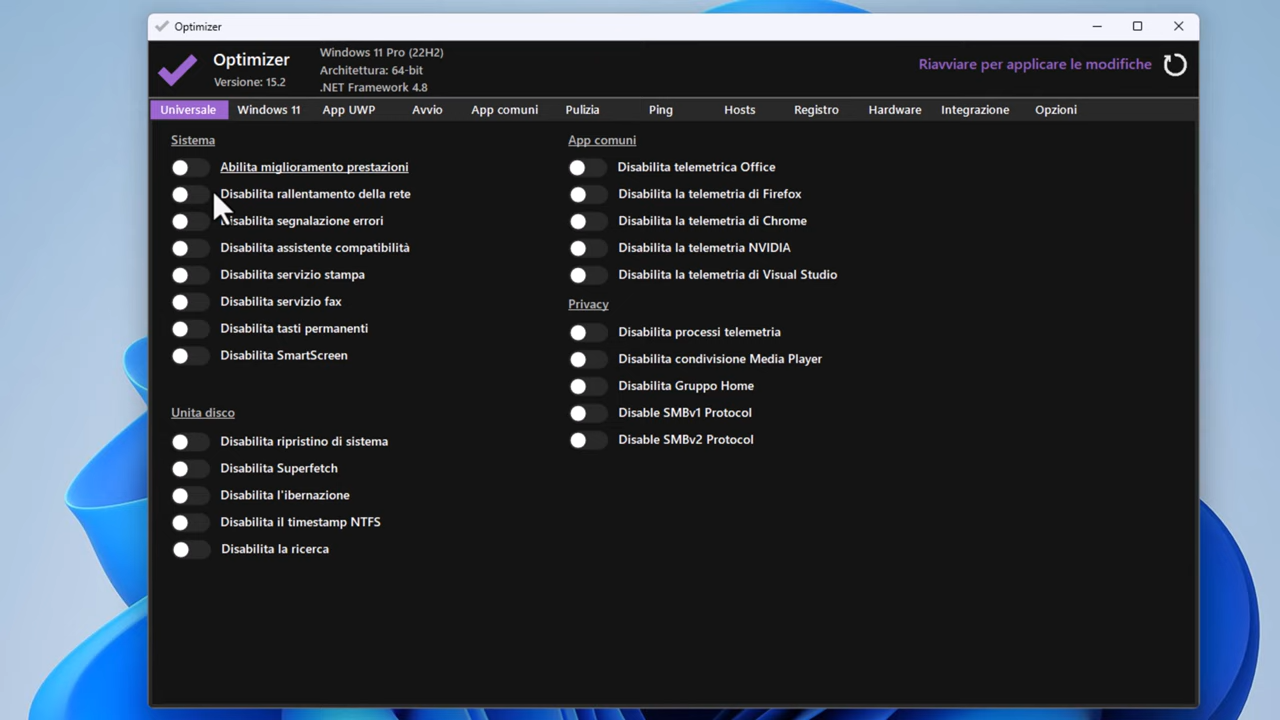 Optimizer
Optimizer
Versione: 15.2
Windows 11 Pro (22H2)
Architettura: 64-bit
.NET Framework 4.8
Riavviare per applicare le modifiche
Universale Windows 11 App UWP Avvio App comuni Pulizia Ping Hosts Registro Hardware Integrazione Opzioni
Sistema
Abilita miglioramento prestazioni
Disabilita rallentamento della rete
isabilita segnalazione errori
Disabilita assistente compatibilità
Disabilita servizio stampa
Disabilita servizio fax
Disabilita tasti permanenti
Disabilita SmartScreen
Unita disco
Disabilita ripristino di sistema
Disabilita Superfetch
Disabilita l'ibernazione
Disabilita il timestamp NTFS
Disabilita la ricerca
App comuni
Disabilita telemetrica Office
Disabilita la telemetria di Firefox
Disabilita la telemetria di Chrome
Disabilita la telemetria NVIDIA
Disabilita la telemetria di Visual Studio
Privacy
Disabilita processi telemetria
Disabilita condivisione Media Player
Disabilita Gruppo Home
Disable SMBv1 Protocol
Disable SMBv2 Protocol